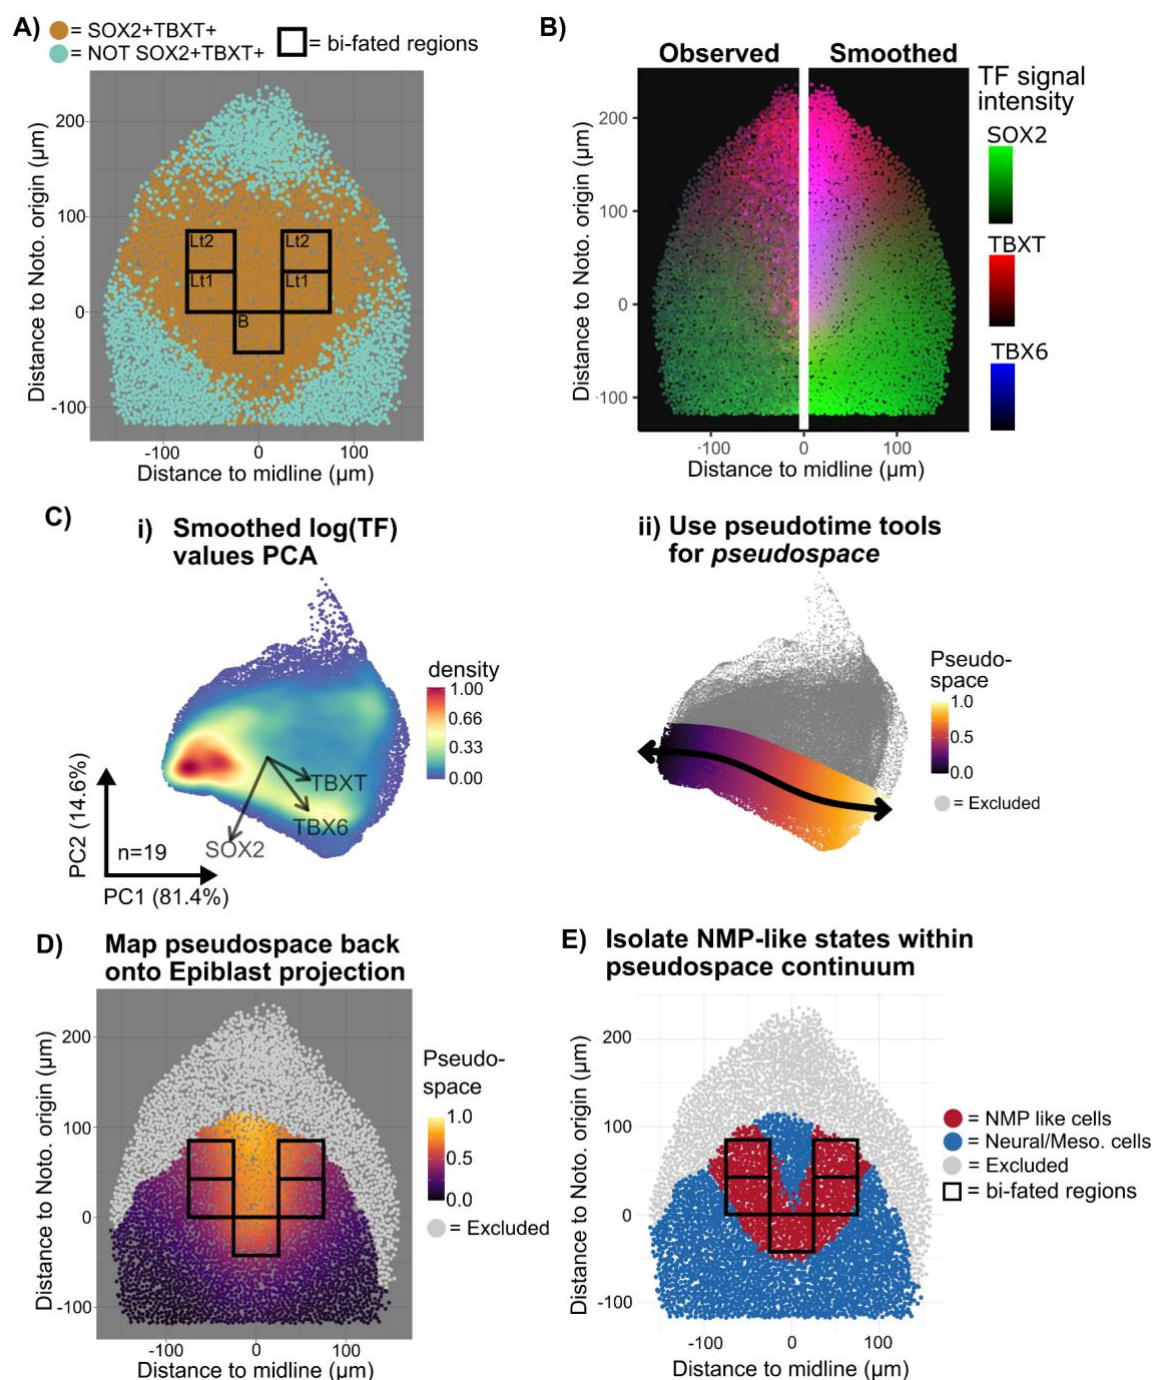 A)
= SOX2+TBXT+
= NOT SOX2+TBXT+
= bi-fated regions
Distance to Noto. origin (µm)
200
100
0
-100
Lt2
Lt2
Lt1
Lt1
B
-100
0
100
Distance to midline (µm)
B)
Observed
Smoothed
Distance to Noto. origin (µm)
200
100
0
·100
·100
0
100
Distance to midline (µm)
TF signal
intensity
SOX2
TBXT
TBX6
C)
i) Smoothed log(TF)
values PCA
density
1.00
0.66
0.33
0.00
TBXT
TBX6
SOX2
n=19
PC2 (14.6%)
PC1 (81.4%)
ii) Use pseudotime tools
for pseudospace
Pseudo-
space
1.0
0.5
0.0
= Excluded
D) Map pseudospace back
onto Epiblast projection
Distance to Noto. origin (µm)
200
100
0
-100
-100
0
100
Distance to midline (µm)
Pseudo-
space
1.0
0.5
0.0
= Excluded
E) Isolate NMP-like states within
pseudospace continuum
Distance to Noto. origin (µm)
200
100
0
-100
-100
0
100
Distance to midline (µm)
= NMP like cells
= Neural/Meso. cells
= Excluded
= bi-fated regions